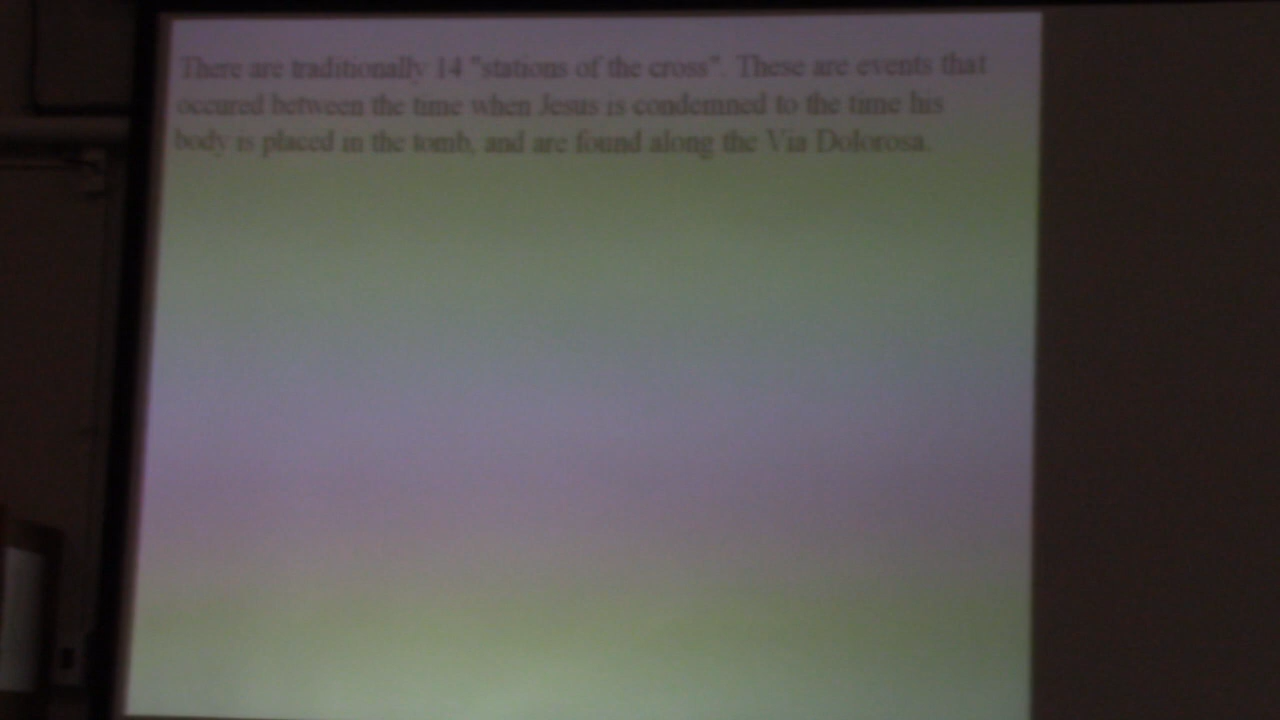 There are traditionally 14 "stations of the cross". These are events that
occured between the time when Jesus is condemned to the time his
body is placed in the tomb, and are found along the Via Dolorosa.